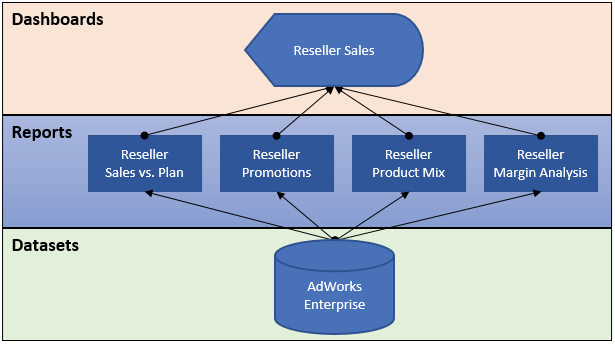 Dashboards
Reseller Sales
Reports
Reseller
Sales vs. Plan
Reseller
Promotions
Reseller
Product Mix
Reseller
Margin Analysis
Datasets
AdWorks
Enterprise